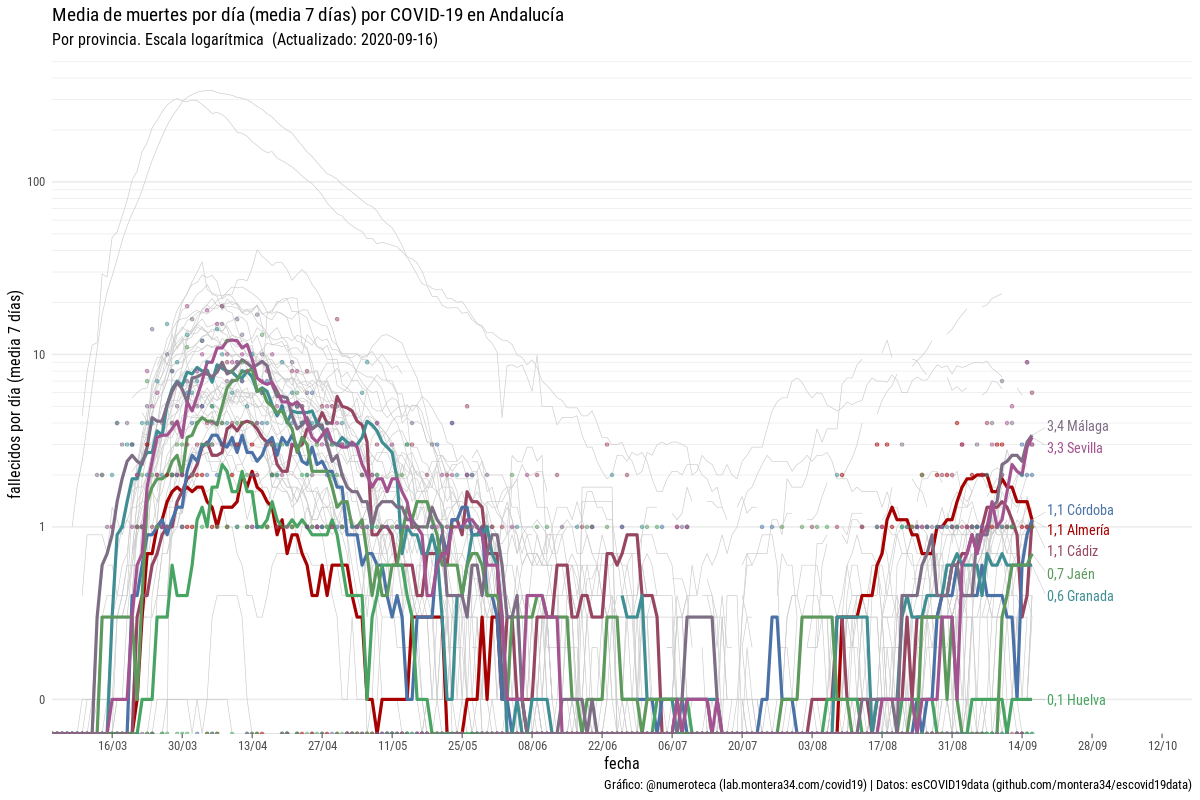 Media de muertes por día (media 7 días) por COVID-19 en Andalucía
Por provincia. Escala logarítmica (Actualizado: 2020-09-16)
fallecidos por día (media 7 días)
100
10
1
0
3,4 Málaga
3,3 Sevilla
1,1 Córdoba
1,1 Almería
1,1 Cádiz
0,7 Jaén
0,6 Granada
0,1 Huelva
16/03 30/03 13/04 27/04 11/05 25/05 08/06 22/06 06/07 20/07 03/08 17/08 31/08 14/09 28/09 12/10
fecha
Gráfico: @numeroteca (lab.montera34.com/covid19) | Datos: esCOVID19data (github.com/montera34/escovid19data)